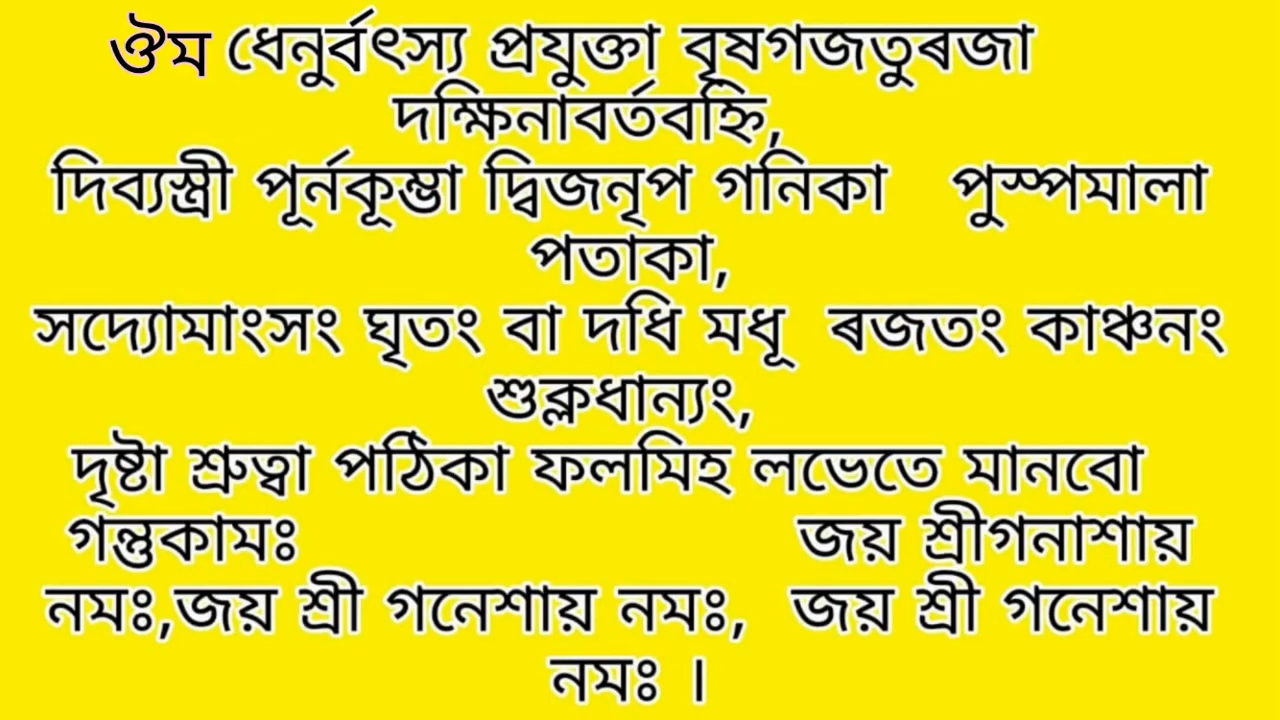 ঔম ধেনুর্বৎস্য প্রযুক্তা বৃষগজতুৰজা
দক্ষিনাবর্তবহ্নি,
দিব্যস্ত্রী পূর্নকূম্ভা দ্বিজনৃপ গনিকা পুস্পমালা
পতাকা,
সদ্যোমাংসং ঘৃতং বা দধি মধূ ৰজতং কাঞ্চনং
শুক্লধান্যং,
দৃষ্টা শ্রুত্বা পঠিকা ফলমিহ লভেতে মানবো
গন্তুকামঃ জয় শ্রীগনাশায়
নমঃ,জয় শ্রী গনেশায় নমঃ, জয় শ্রী গনেশায়
নমঃ ।